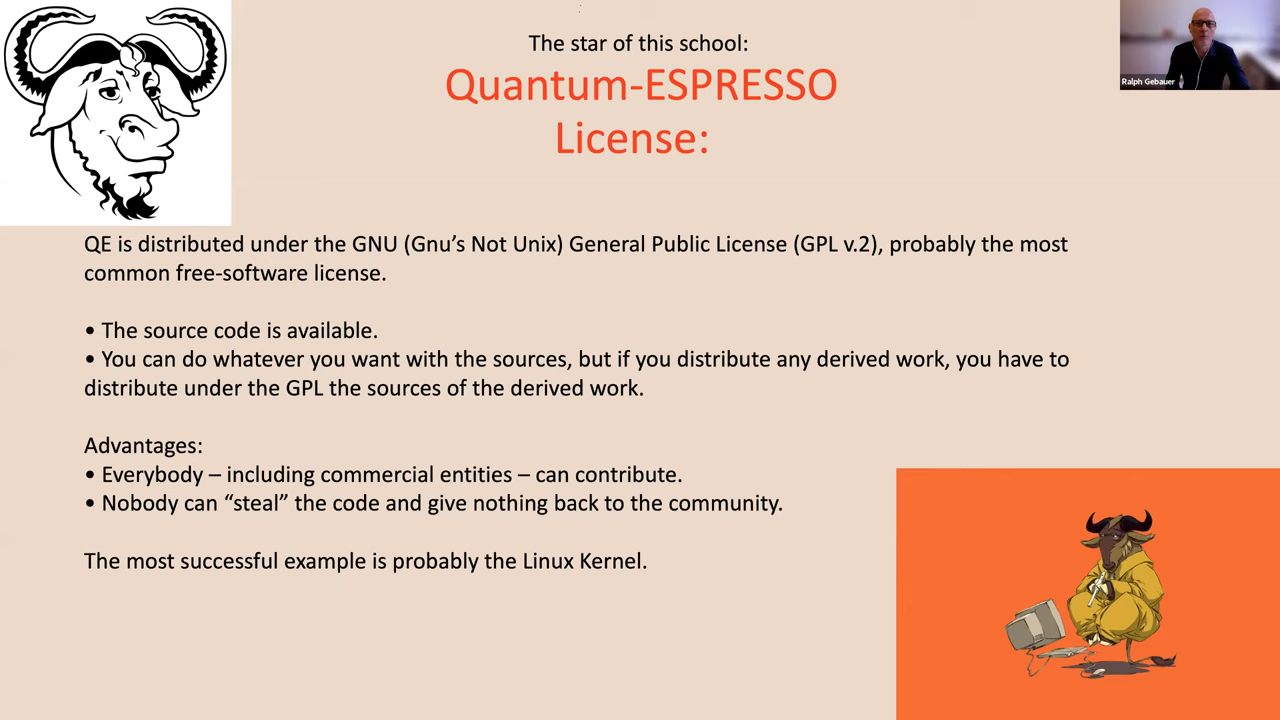 The star of this school:
Quantum-ESPRESSO
License:
Ralph Gebauer
QE is distributed under the GNU (Gnu’s Not Unix) General Public License (GPL v.2), probably the most
common free-software license.
• The source code is available.
• You can do whatever you want with the sources, but if you distribute any derived work, you have to
distribute under the GPL the sources of the derived work.
Advantages:
• Everybody – including commercial entities – can contribute.
• Nobody can “steal” the code and give nothing back to the community.
The most successful example is probably the Linux Kernel.